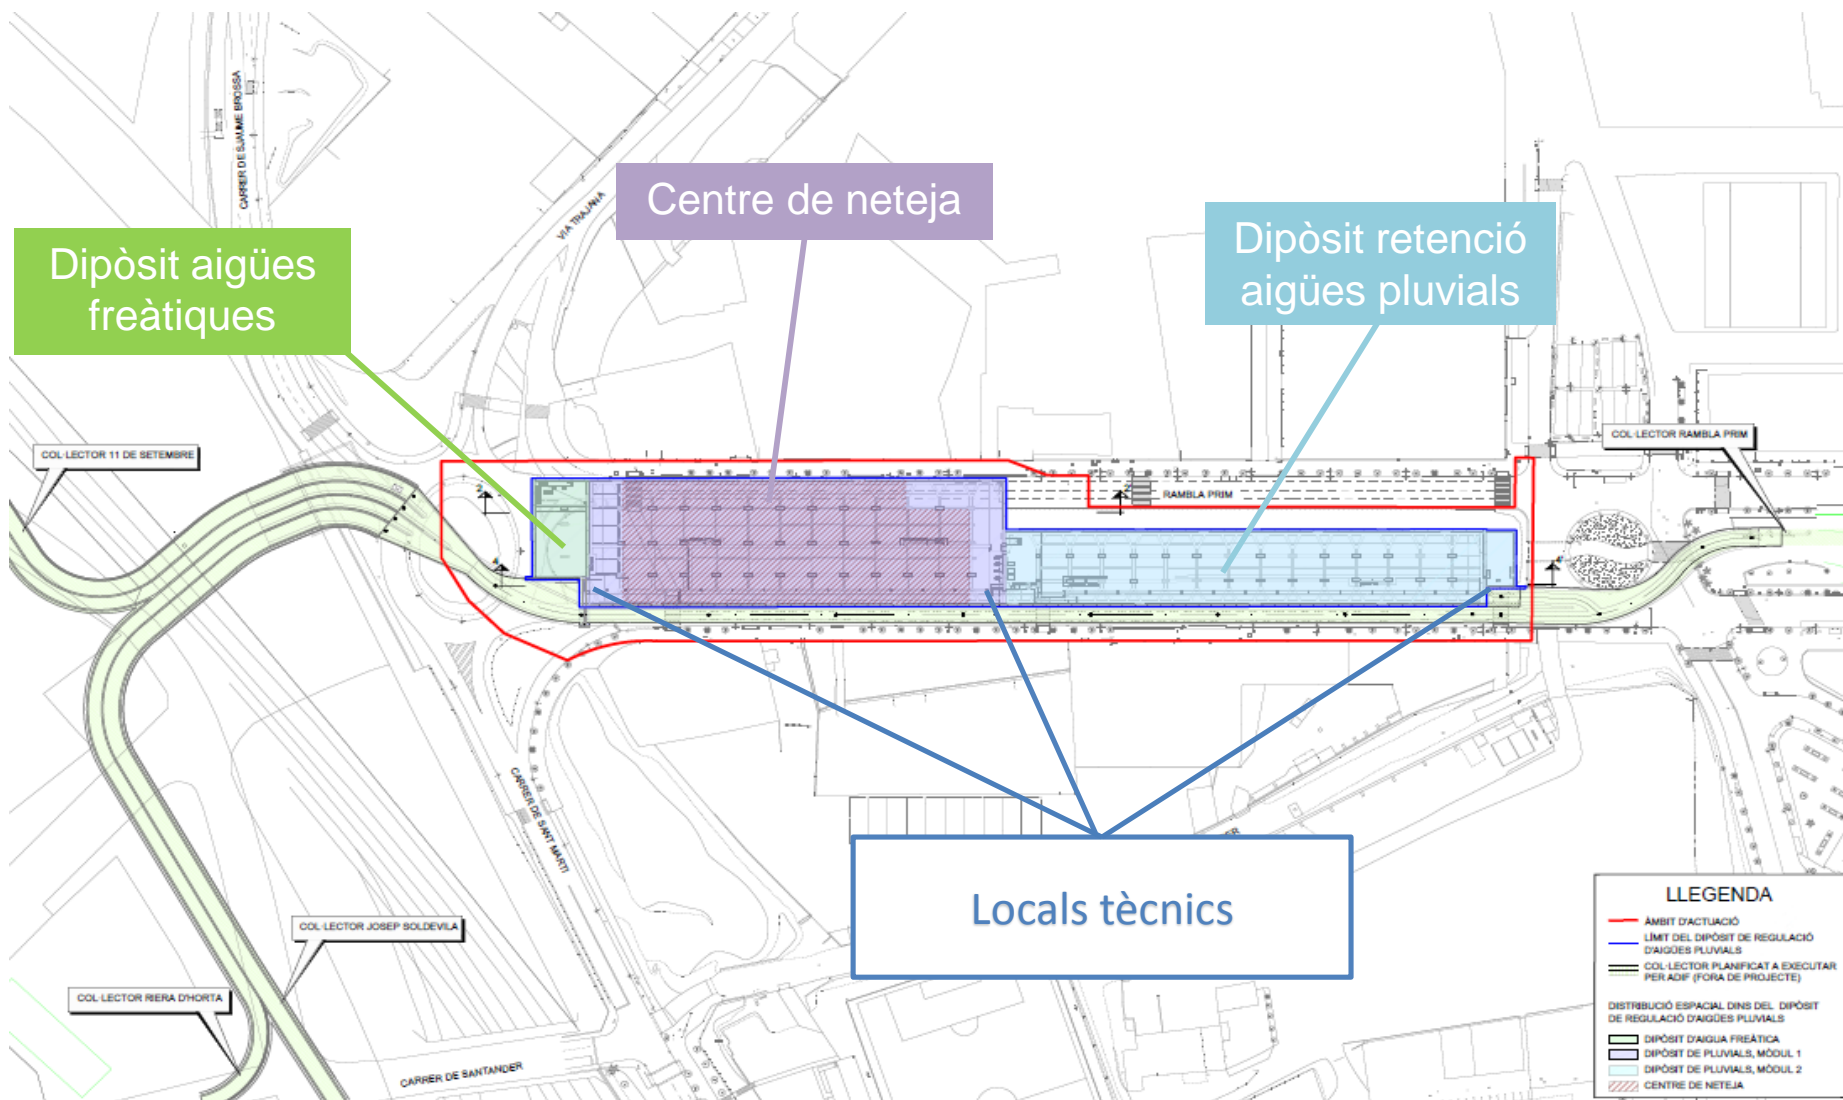 CARRER DE SJAUME BROSSA
VIA TRAJANA
Centre de neteja
Dipòsit retenció
aigües pluvials
Dipòsit aigües
freàtiques
COL·LECTOR 11 DE SETEMBRE
COL·LECTOR RAMBLA PRIM
RAMBLA PRIM
CARRER DE SANT MARTI
Locals tècnics
COL·LECTOR JOSEP SOLDEVILA
COL·LECTOR RIERA D'HORTA
CARRER DE SANTANDER
LLEGENDA
ÀMBIT D'ACTUACIÓ
LÍMIT DEL DIPÒSIT DE REGULACIÓ
D'AIGÜES PLUVIALS
COL·LECTOR PLANIFICAT A EXECUTAR
PER ADIF (FORA DE PROJECTE)
DISTRIBUCIÓ ESPACIAL DINS DEL DIPÒSIT
DE REGULACIÓ D'AIGÜES PLUVIALS
DIPÒSIT D'AIGUA FREÀTICA
DIPÒSIT DE PLUVIALS, MÒDUL 1
DIPÒSIT DE PLUVIALS, MÒDUL 2
CENTRE DE NETEJA